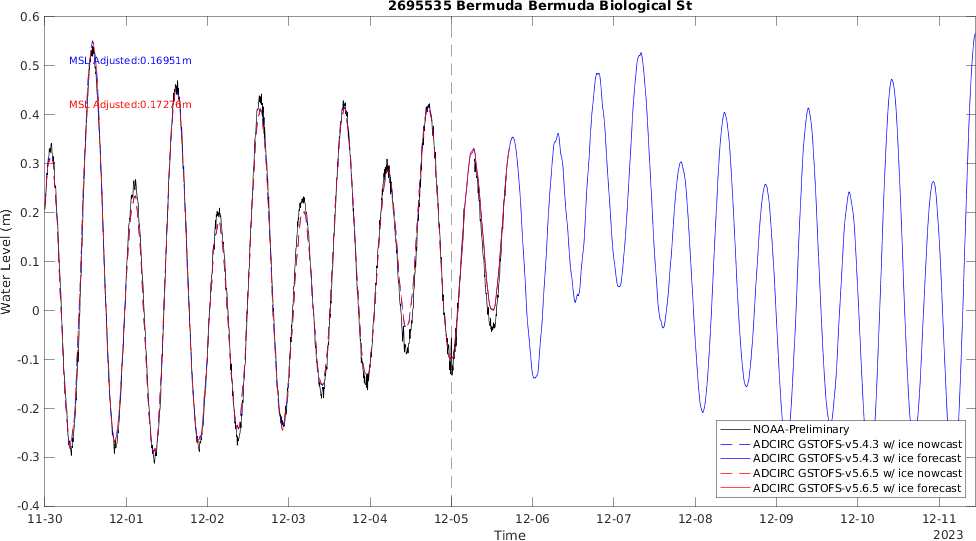 2695535 Bermuda Bermuda Biological St
0.6
0.5
0.4
0.3
0.2
0.1
0
-0.1
-0.2
-0.3
-0.4
Water Level (m)
MSL Adjusted:0.16951m
MSL Adjusted:0.17276m
NOAA-Preliminary
ADCIRC GSTOFS-v5.4.3 w/ ice nowcast
ADCIRC GSTOFS-v5.4.3 w/ ice forecast
ADCIRC GSTOFS-v5.6.5 w/ ice nowcast
ADCIRC GSTOFS-v5.6.5 w/ ice forecast
11-30 12-01 12-02 12-03 12-04 12-05 12-06 12-07 12-08 12-09 12-10 12-11
Time
2023